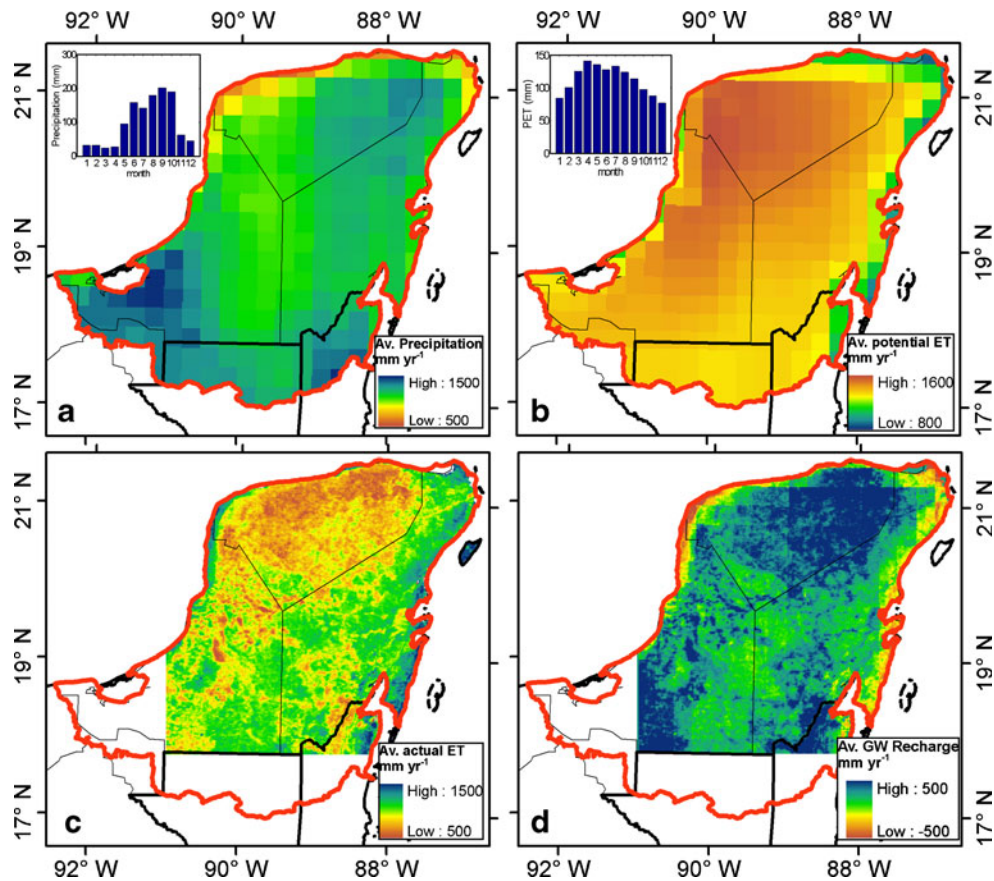 92° W 90° W 88° W 92° W 90° W 88° W
21° N
19° N
17° N
300
200
100
0
Precipitation (mm)
1 2 3 4 5 6 7 8 9 10 11 12
month
a
Av. Precipitation
mm yr-1
High : 1500
Low : 500
150
100
50
0
PET (mm)
1 2 3 4 5 6 7 8 9 10 11 12
month
b
Av. potential ET
mm yr-1
High : 1600
Low : 800
21° N
19° N
17° N
21° N
19° N
17° N
c
Av. actual ET
mm yr-1
High : 1500
Low : 500
d
Av. GW Recharge
mm yr-1
High : 500
Low : -500
21° N
19° N
17° N
92° W 90° W 88° W 90° W 88° W